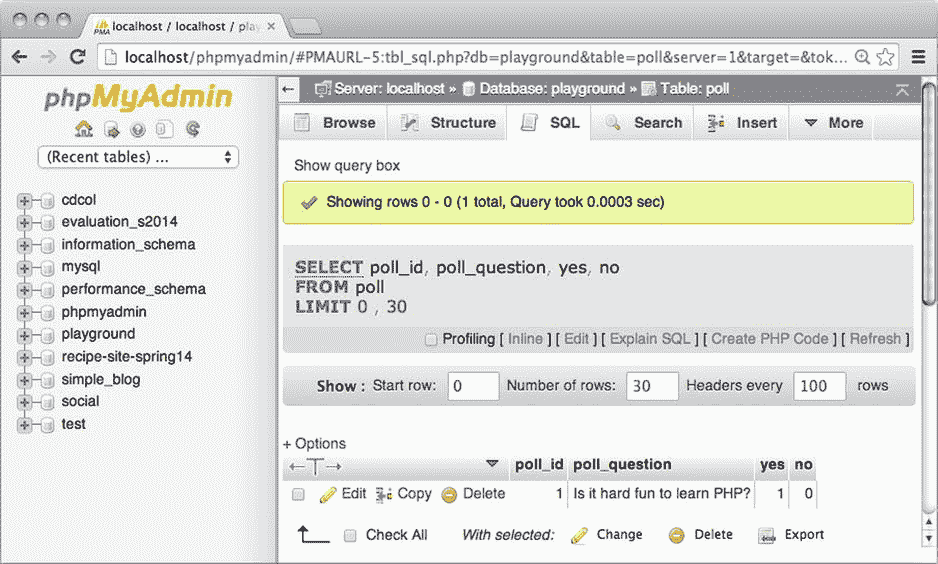 localhost / localhost / play
localhost/phpmyadmin/#PMAURL-5:tbl_sql.php?db=playground&table=poll&server=1&target=&tok...
phpMyAdmin
(Recent tables) ...
cdcol
evaluation_s2014
information_schema
mysql
performance_schema
phpmyadmin
playground
recipe-site-spring14
simple_blog
social
test
Server: localhost » Database: playground » Table: poll
Browse Structure SQL Search Insert More
Show query box
Showing rows 0 - 0 (1 total, Query took 0.0003 sec)
SELECT poll_id, poll_question, yes, no
FROM poll
LIMIT 0 , 30
Profiling [ Inline ] [ Edit ] [ Explain SQL ] [ Create PHP Code ] [ Refresh ]
Show : Start row: 0 Number of rows: 30 Headers every 100 rows
+ Options
←T→ poll_id poll_question yes no
Edit Copy Delete 1 Is it hard fun to learn PHP? 1 0
Check All With selected: Change Delete Export